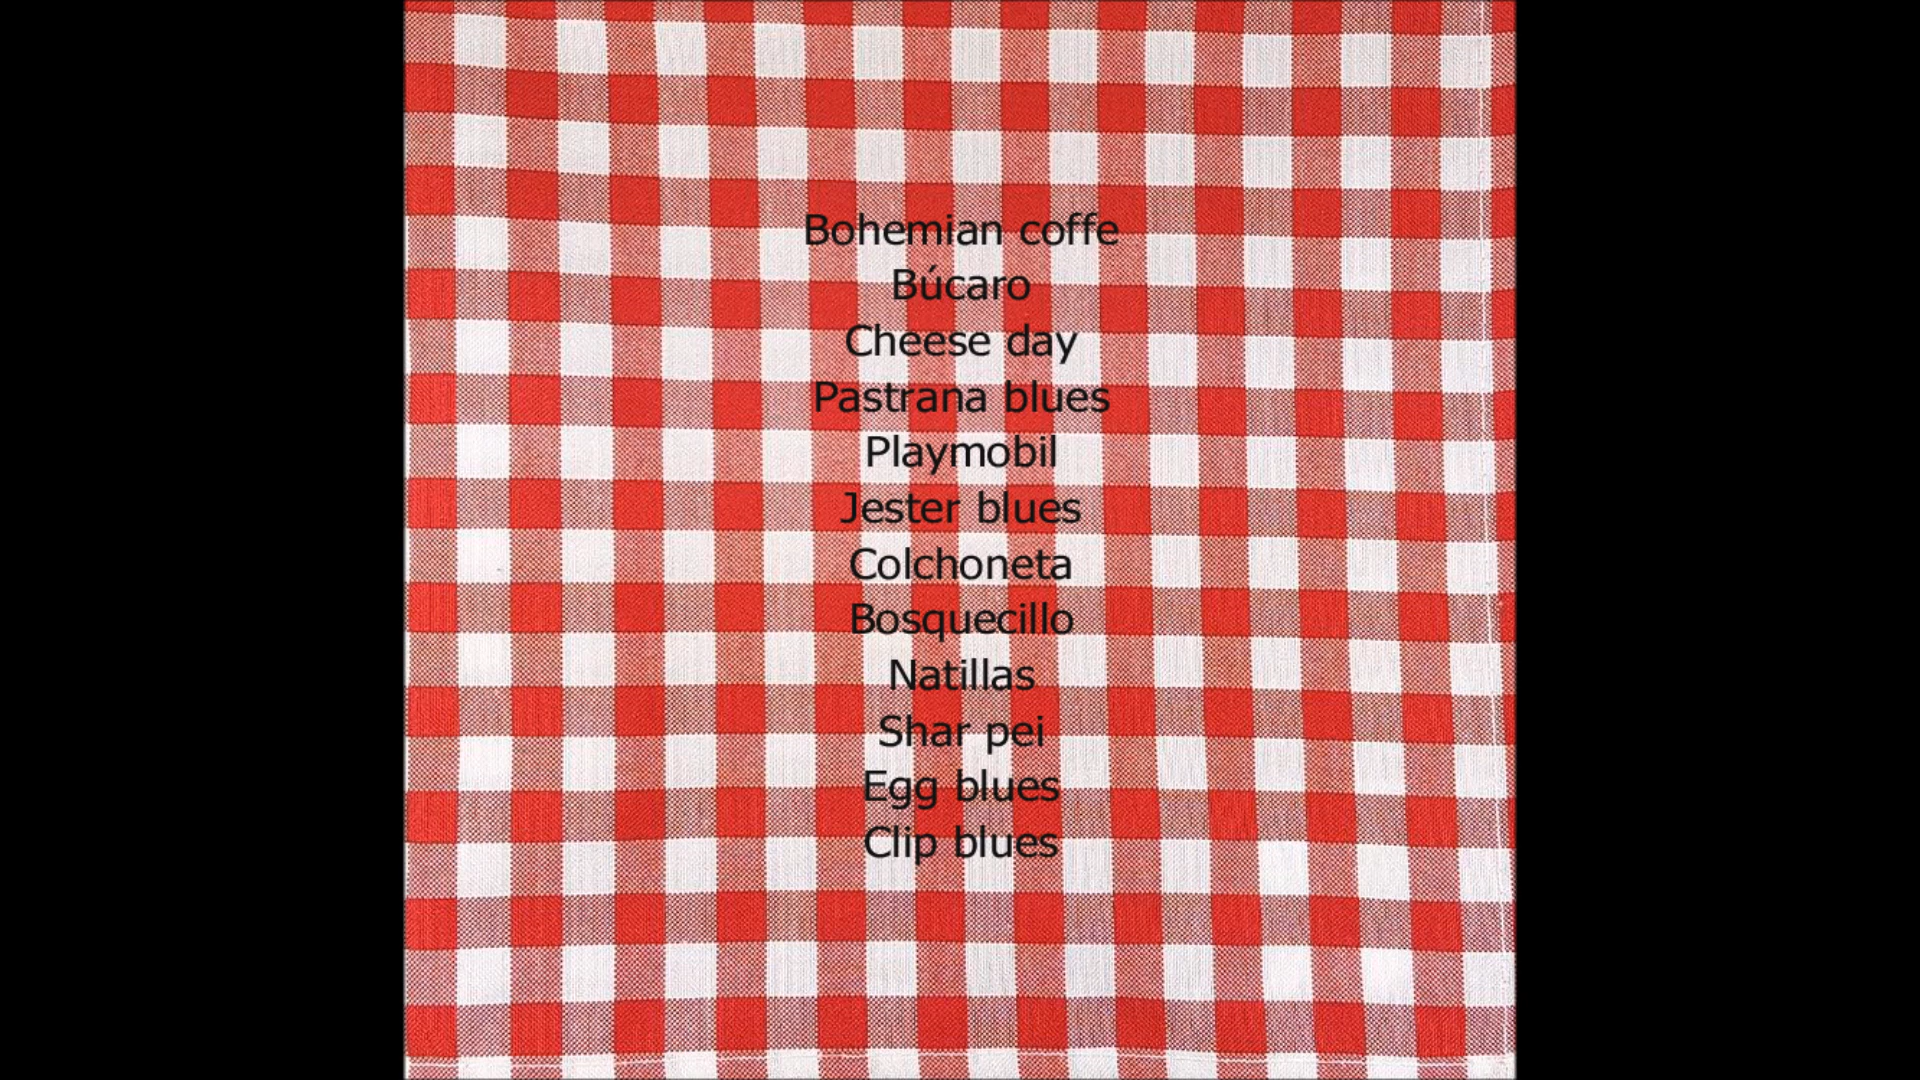 Bohemian coffe
Búcaro
Cheese day
Pastrana blues
Playmobil
Jester blues
Colchoneta
Bosquecillo
Natillas
Shar pei
Egg blues
Clip blues